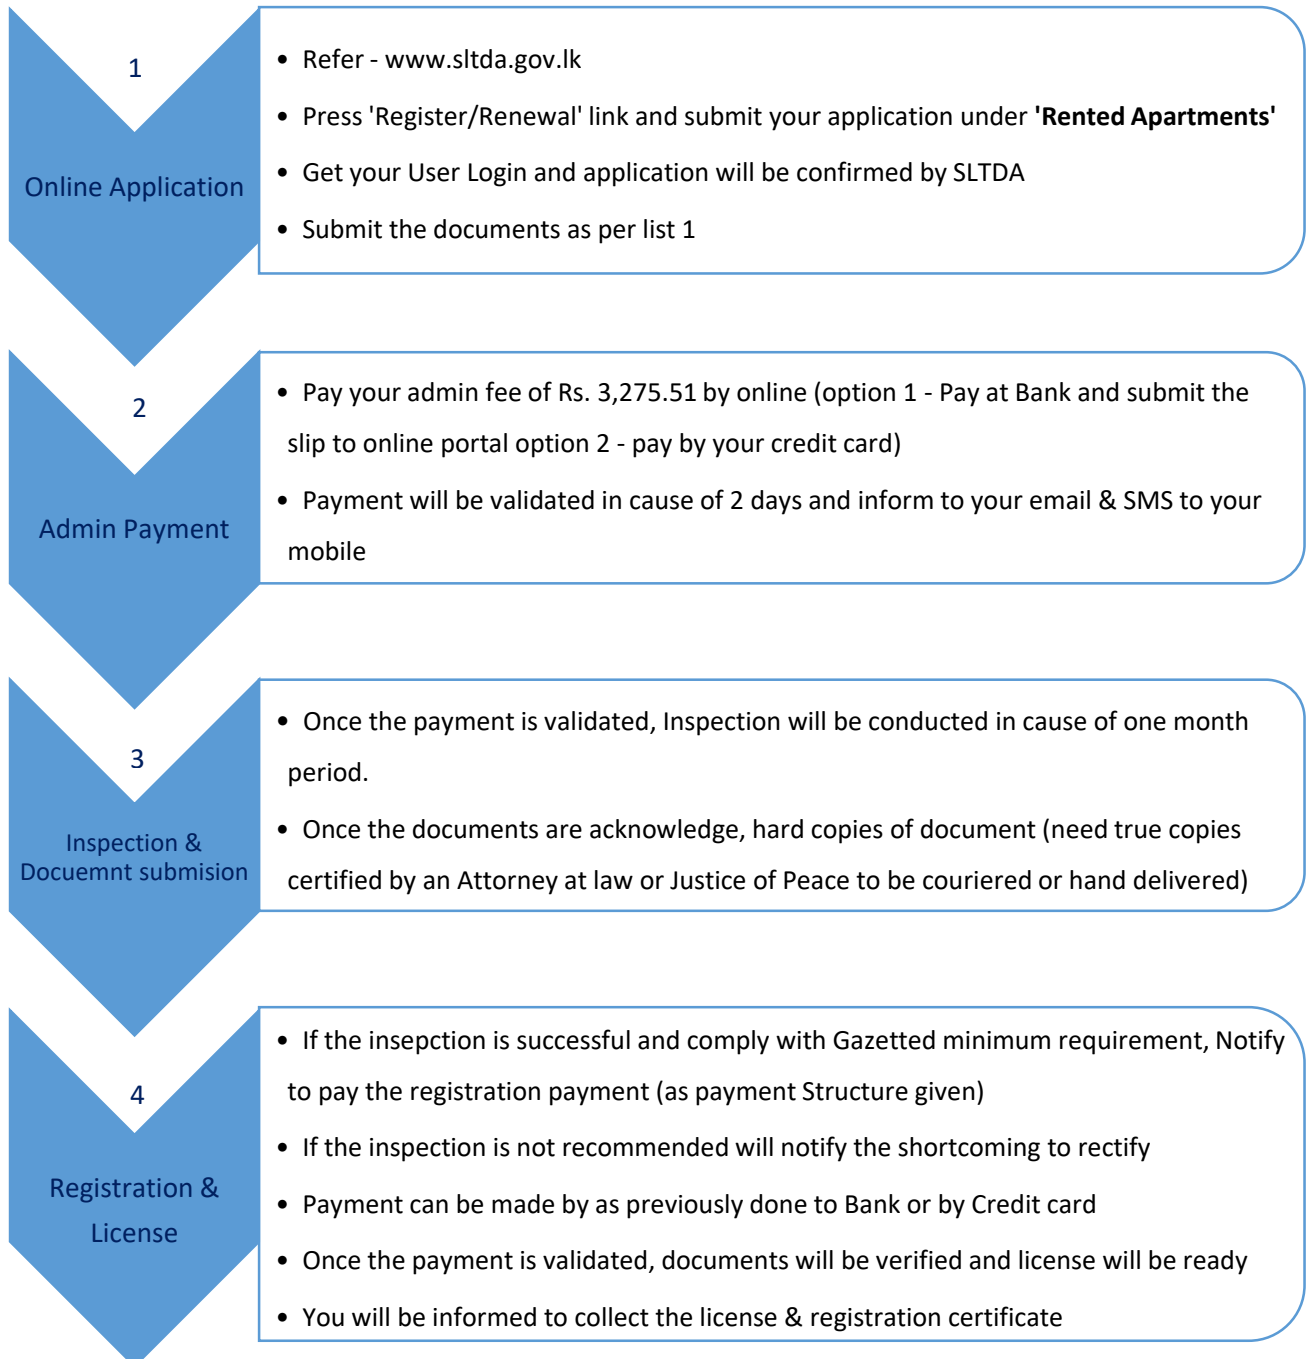 1
Online Application
• Refer - www.sltda.gov.lk
• Press 'Register/Renewal' link and submit your application under 'Rented Apartments'
• Get your User Login and application will be confirmed by SLTDA
• Submit the documents as per list 1
2
Admin Payment
• Pay your admin fee of Rs. 3,275.51 by online (option 1 - Pay at Bank and submit the
slip to online portal option 2 - pay by your credit card)
• Payment will be validated in cause of 2 days and inform to your email & SMS to your
mobile
3
Inspection &
Docuemnt submision
• Once the payment is validated, Inspection will be conducted in cause of one month
period.
• Once the documents are acknowledge, hard copies of document (need true copies
certified by an Attorney at law or Justice of Peace to be couriered or hand delivered)
4
Registration &
License
• If the insepction is successful and comply with Gazetted minimum requirement, Notify
to pay the registration payment (as payment Structure given)
• If the inspection is not recommended will notify the shortcoming to rectify
• Payment can be made by as previously done to Bank or by Credit card
• Once the payment is validated, documents will be verified and license will be ready
• You will be informed to collect the license & registration certificate